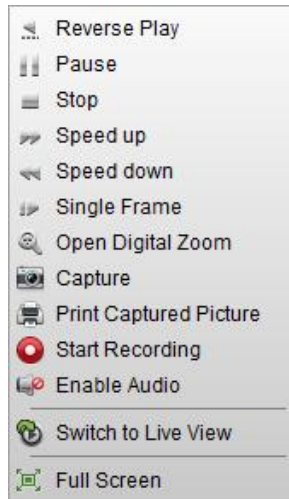 Reverse Play
Pause
Stop
Speed up
Speed down
Single Frame
Open Digital Zoom
Capture
Print Captured Picture
Start Recording
Enable Audio
Switch to Live View
Full Screen